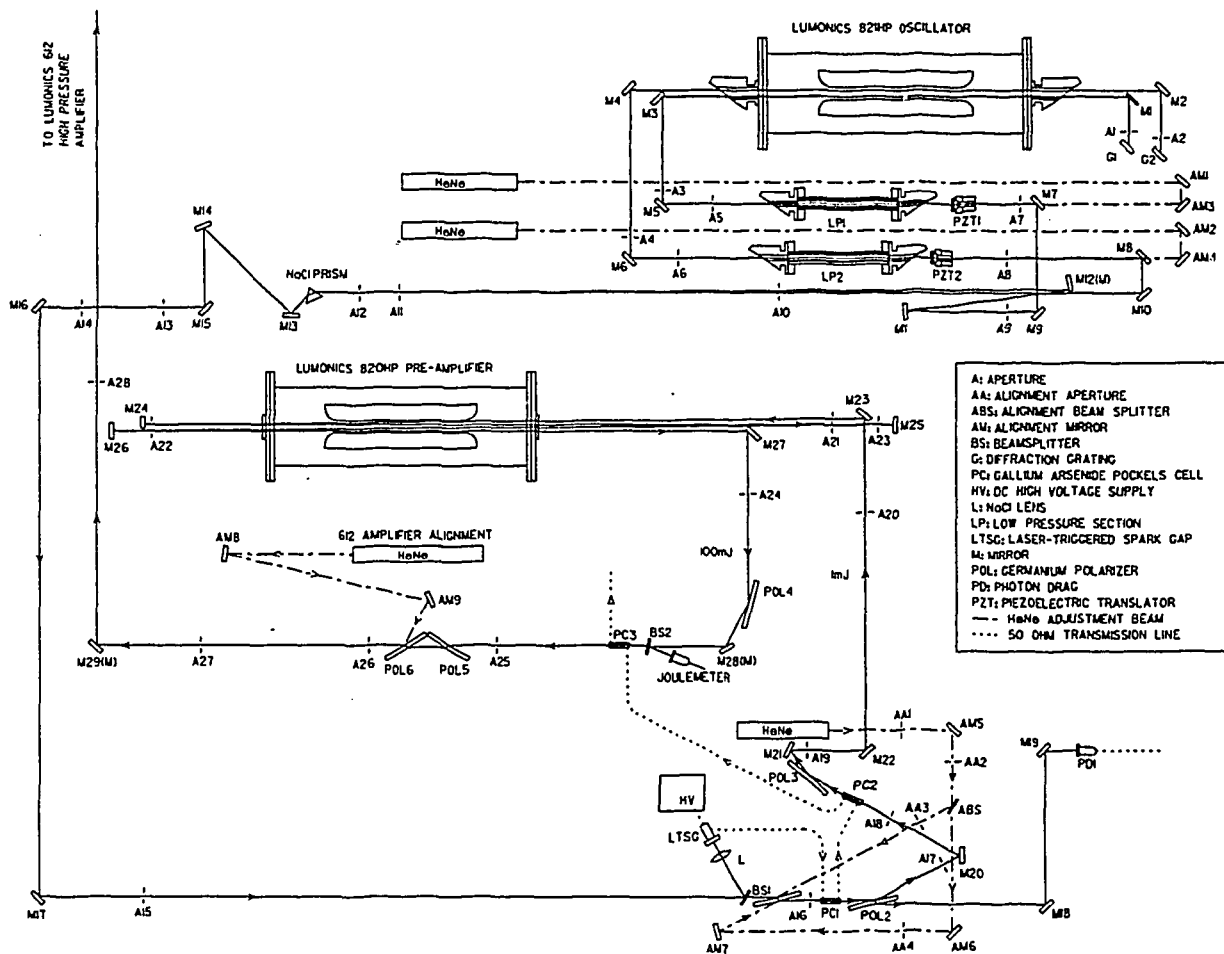 LUMONICS 821HP OSCILLATOR
TO LUMONICS 612
HIGH PRESSURE
AMPLIFIER
M4
M3
M1
M2
A1
A2
G1
G2
HeNe
AM1
A3
M5
A5
LP1
PZT1
A7
M7
AM3
M14
HeNe
AM2
A4
M6
A6
LP2
PZT2
A8
M8
NaCl PRISM
M12(M)
M16
A14
A13
M15
M13
A12
A11
A10
M11
A9
M9
M10
LUMONICS 820HP PRE-AMPLIFIER
A28
M24
M26
A22
M23
M25
A21
A23
M27
A24
A20
A: APERTURE
AA: ALIGNMENT APERTURE
ABS: ALIGNMENT BEAM SPLITTER
AM: ALIGNMENT MIRROR
BS: BEAMSPLITTER
G: DIFFRACTION GRATING
PC: GALLIUM ARSENIDE POCKELS CELL
HV: DC HIGH VOLTAGE SUPPLY
L: NaCl LENS
LP: LOW PRESSURE SECTION
LTSG: LASER-TRIGGERED SPARK GAP
M: MIRROR
POL: GERMANIUM POLARIZER
PD: PHOTON DRAG
PZT: PIEZOELECTRIC TRANSLATOR
HeNe ADJUSTMENT BEAM
50 OHM TRANSMISSION LINE
612 AMPLIFIER ALIGNMENT
AM8
HeNe
100mJ
1mJ
AM9
POL4
PC3
BS2
M29(M)
A27
A26
POL6
POL5
A25
M28(M)
JOULEMETER
HeNe
AA1
AM5
M21
A19
M22
AA2
M19
PD1
POL3
PC2
HV
A18
AA3
ABS
LTSG
L
A17
M20
M17
A15
BS1
A16
PC1
POL2
M18
AM7
AA4
AM6